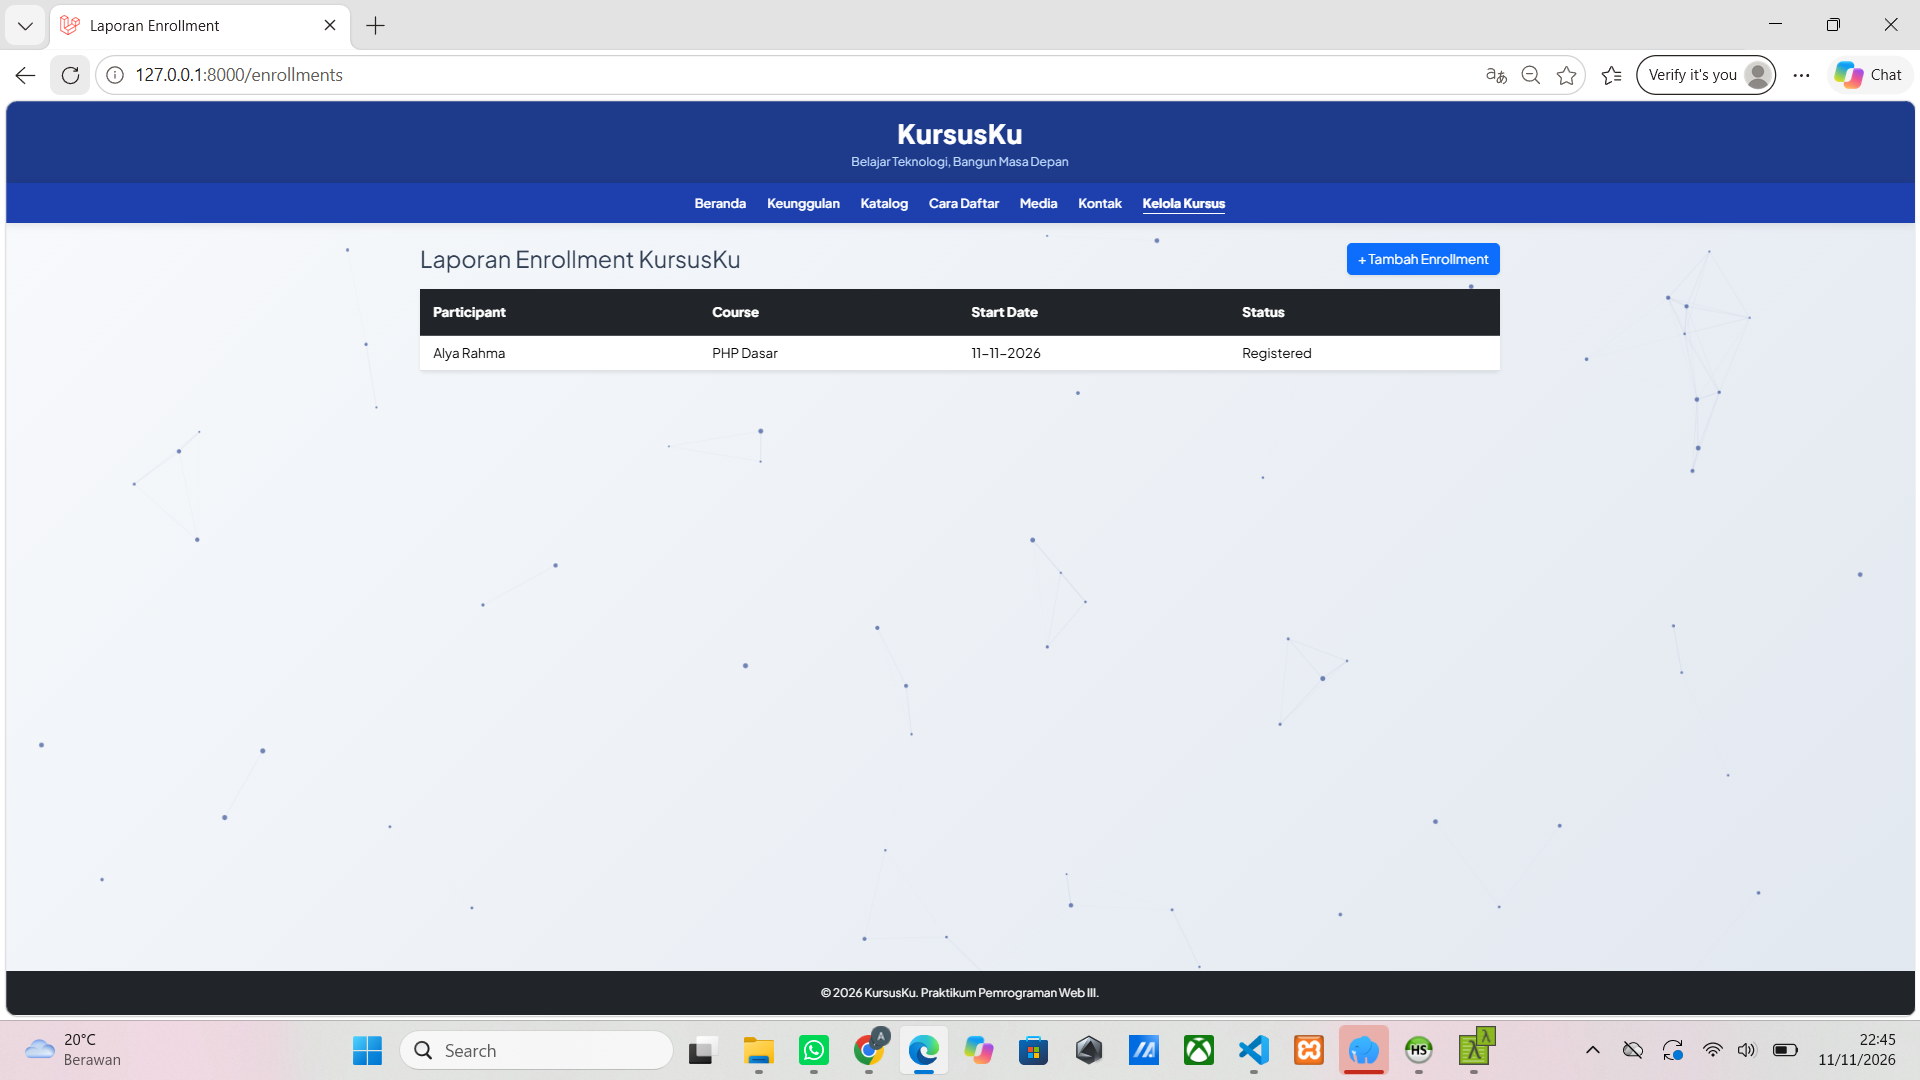 Laporan Enrollment
127.0.0.1:8000/enrollments
Verify it's you
Chat
KursusKu
Belajar Teknologi, Bangun Masa Depan
Beranda Keunggulan Katalog Cara Daftar Media Kontak Kelola Kursus
Laporan Enrollment KursusKu
+ Tambah Enrollment
Participant Course Start Date Status
Alya Rahma PHP Dasar 11-11-2026 Registered
© 2026 KursusKu. Praktikum Pemrograman Web III.
20°C
Berawan
Search
A
HS
λ
λ
22:45
11/11/2026